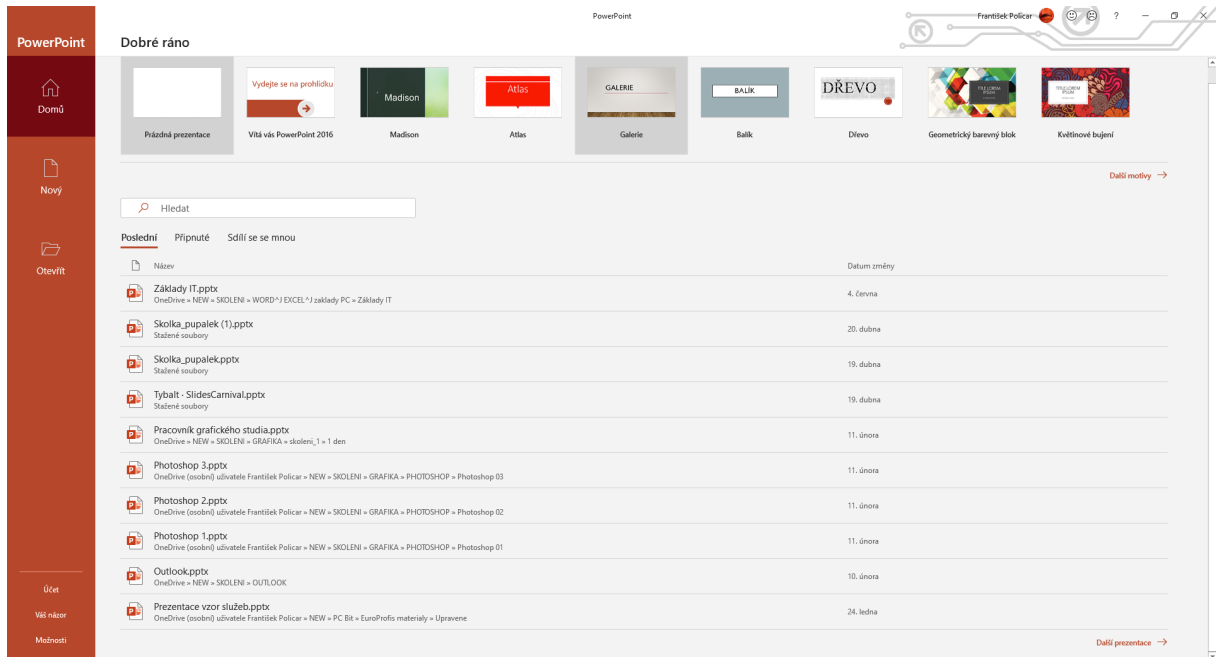 PowerPoint
František Policar
?
PowerPoint
Dobré ráno
Domů
Nový
Otevřít
Účet
Váš názor
Možnosti
Vydejte se na prohlídku
Madison
Atlas
GALERIE
BALÍK
DŘEVO
TITLE LOREM
IPSUM
TITLE LOREM
IPSUM
Prázdná prezentace
Vítá vás PowerPoint 2016
Madison
Atlas
Galerie
Balík
Dřevo
Geometrický barevný blok
Květinové bujení
Další motivy
Hledat
Poslední Připnuté Sdílí se se mnou
Název Datum změny
Základy IT.pptx
OneDrive » NEW » SKOLENI » WORD^J EXCEL^J zaklady PC » Základy IT
4. června
Skolka_pupalek (1).pptx
Stažené soubory
20. dubna
Skolka_pupalek.pptx
Stažené soubory
19. dubna
Tybalt · SlidesCarnival.pptx
Stažené soubory
19. dubna
Pracovník grafického studia.pptx
OneDrive » NEW » SKOLENI » GRAFIKA » skoleni_1 » 1 den
11. února
Photoshop 3.pptx
OneDrive (osobní) uživatele František Policar » NEW » SKOLENI » GRAFIKA » PHOTOSHOP » Photoshop 03
11. února
Photoshop 2.pptx
OneDrive (osobní) uživatele František Policar » NEW » SKOLENI » GRAFIKA » PHOTOSHOP » Photoshop 02
11. února
Photoshop 1.pptx
OneDrive (osobní) uživatele František Policar » NEW » SKOLENI » GRAFIKA » PHOTOSHOP » Photoshop 01
11. února
Outlook.pptx
OneDrive » NEW » SKOLENI » OUTLOOK
10. února
Prezentace vzor služeb.pptx
OneDrive (osobní) uživatele František Policar » NEW » PC Bit » EuroProfis materialy » Upravene
24. ledna
Další prezentace